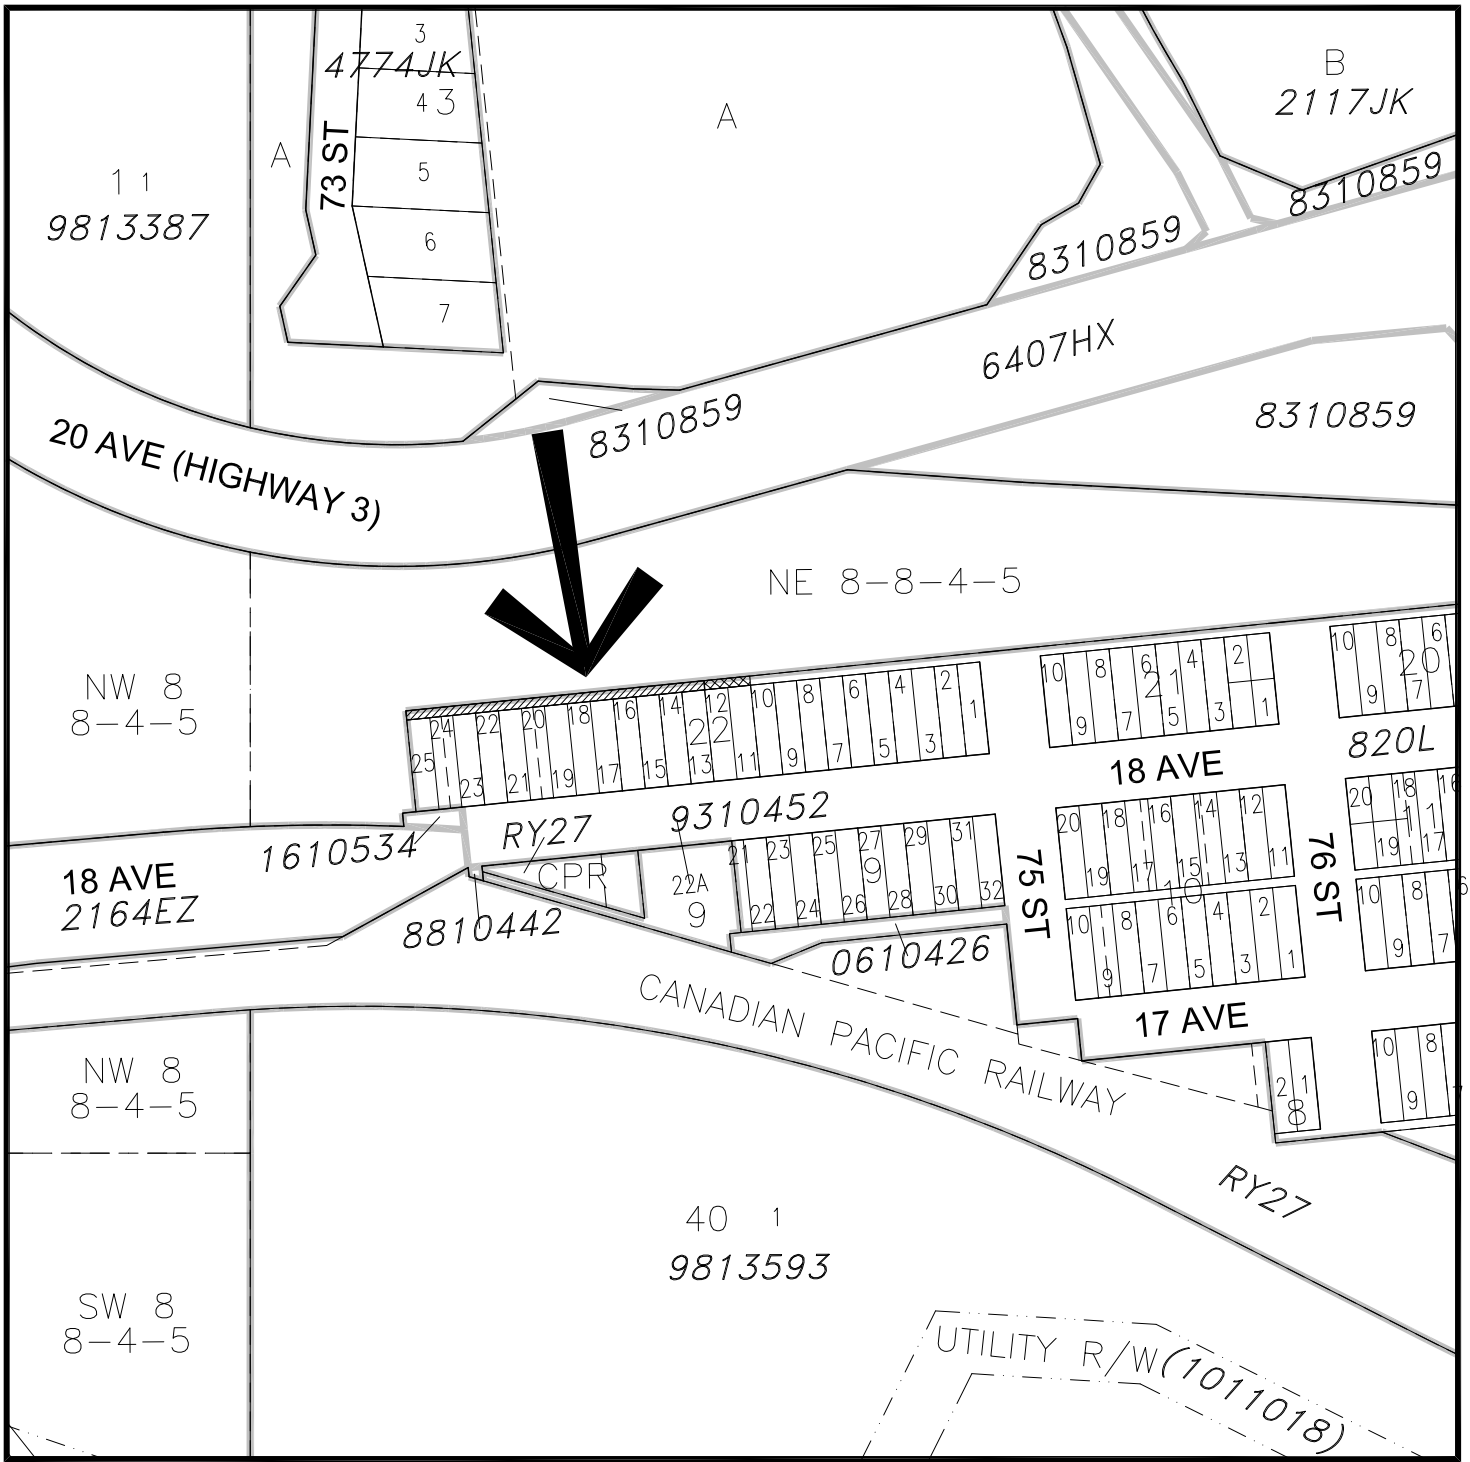 3
4774JK
4 3
5
6
7
73 ST
A
A
1 1
9813387
B
2117JK
8310859
8310859
6407HX
8310859
8310859
20 AVE (HIGHWAY 3)
NE 8-8-4-5
NW 8
8-4-5
24 22 20 18 16 14 12 10 8 6 4 2
22
25 23 21 19 17 15 13 11 9 7 5 3 1
10 8 6 4 2
21
9 7 5 3 1
10 8 6
20
9 7
18 AVE
820L
9310452
RY27
1610534
18 AVE
2164EZ
CPR
22A
9
21 23 25 27 29 31
9
22 24 26 28 30 32
8810442
0610426
75 ST
20 18 16 14 12
19 17 15 13 11
10
10 8 6 4 2
9 7 5 3 1
76 ST
20 18 16
11
19 17
10 8 6
9 7
17 AVE
CANADIAN PACIFIC RAILWAY
2 1
8
10 8
9 7
NW 8
8-4-5
RY27
40 1
9813593
SW 8
8-4-5
UTILITY R/W(1011018)